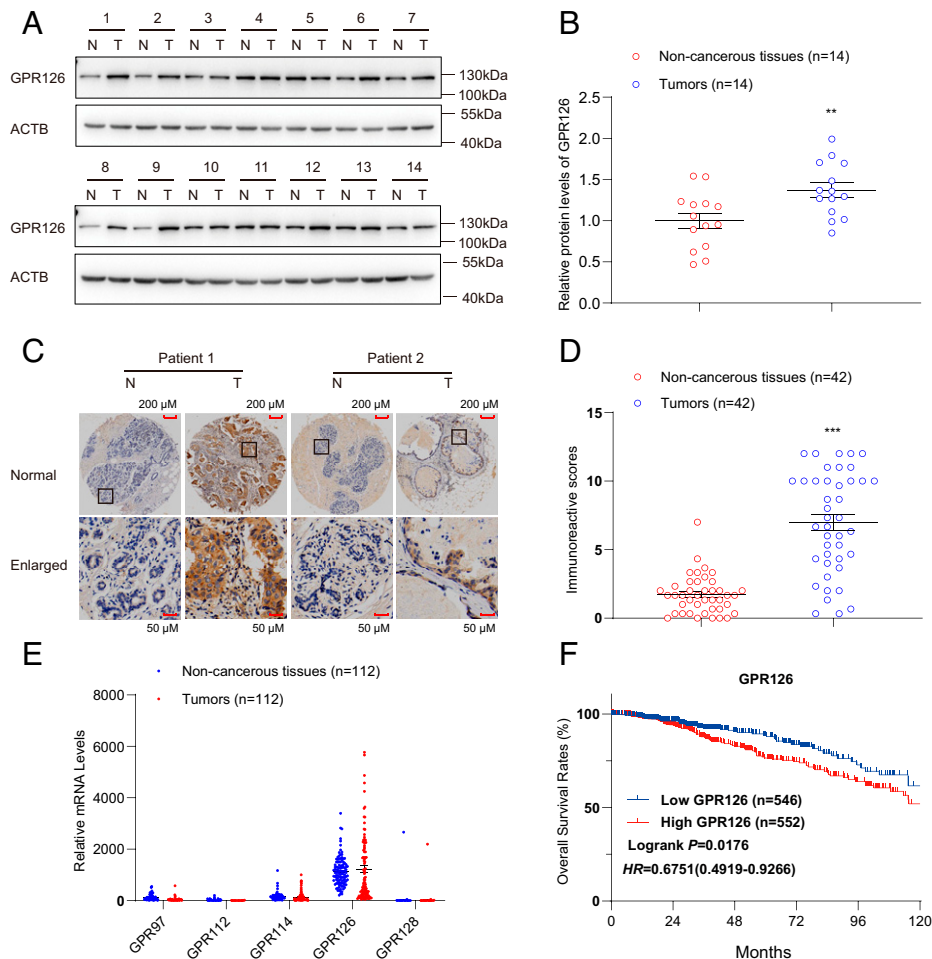 A
1 2 3 4 5 6 7
N T N T N T N T N T N T N T
GPR126
130kDa
100kDa
ACTB
55kDa
40kDa
8 9 10 11 12 13 14
N T N T N T N T N T N T N T
GPR126
130kDa
100kDa
ACTB
55kDa
40kDa
B
Non-cancerous tissues (n=14)
Tumors (n=14)
Relative protein levels of GPR126
2.5
2.0
1.5
1.0
0.5
0.0
**
C
Patient 1 Patient 2
N T N T
200 μM 200 μM 200 μM 200 μM
Normal
Enlarged
50 μM 50 μM 50 μM 50 μM
D
Non-cancerous tissues (n=42)
Tumors (n=42)
Immunoreactive scores
15
10
5
0
***
E
Non-cancerous tissues (n=112)
Tumors (n=112)
Relative mRNA Levels
8000
6000
4000
2000
0
GPR97 GPR112 GPR114 GPR126 GPR128
F
GPR126
Overall Survival Rates (%)
100
50
0
Low GPR126 (n=546)
High GPR126 (n=552)
Logrank P=0.0176
HR=0.6751(0.4919-0.9266)
0 24 48 72 96 120
Months